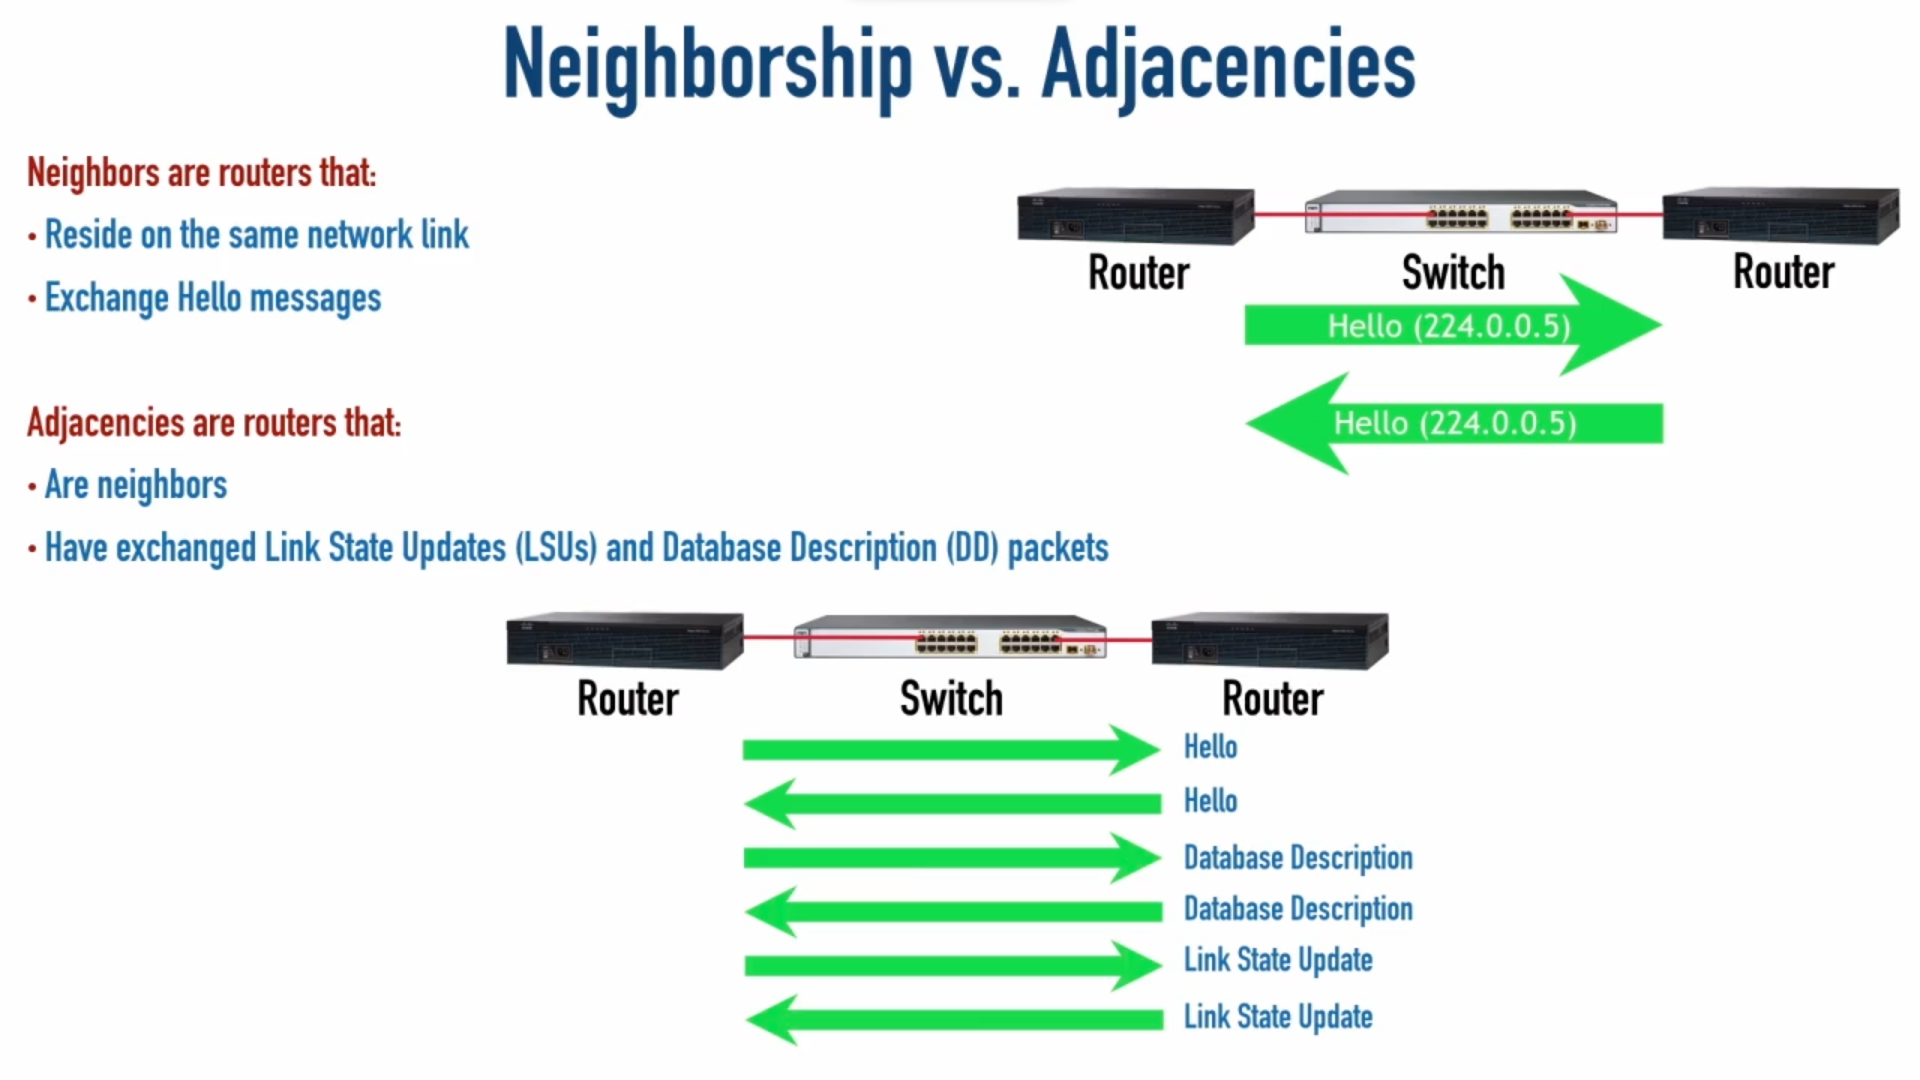 Neighborship vs. Adjacencies
Neighbors are routers that:
• Reside on the same network link
• Exchange Hello messages
Router
Switch
Router
Hello (224.0.0.5)
Hello (224.0.0.5)
Adjacencies are routers that:
• Are neighbors
• Have exchanged Link State Updates (LSUs) and Database Description (DD) packets
Router
Switch
Router
Hello
Hello
Database Description
Database Description
Link State Update
Link State Update